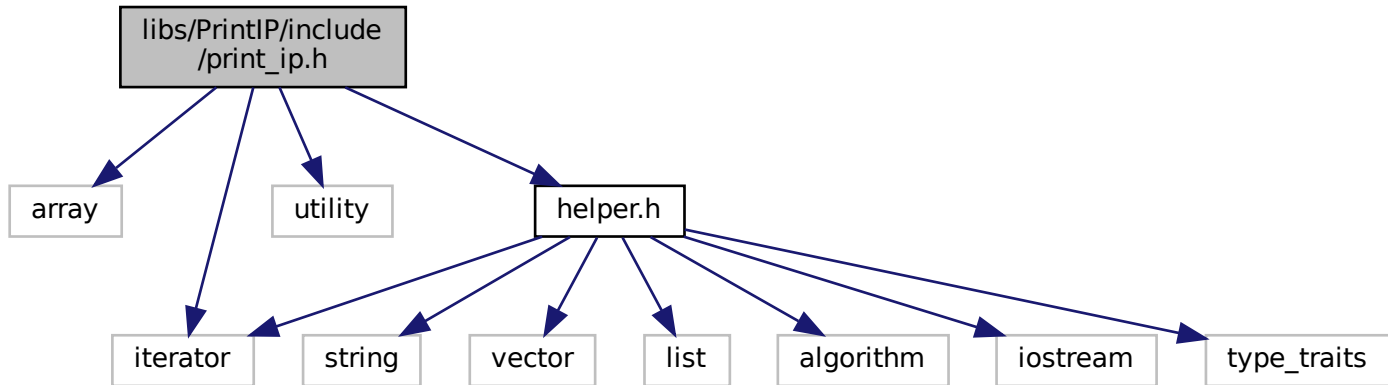 libs/PrintIP/include
/print_ip.h
array
utility
helper.h
iterator
string
vector
list
algorithm
iostream
type_traits